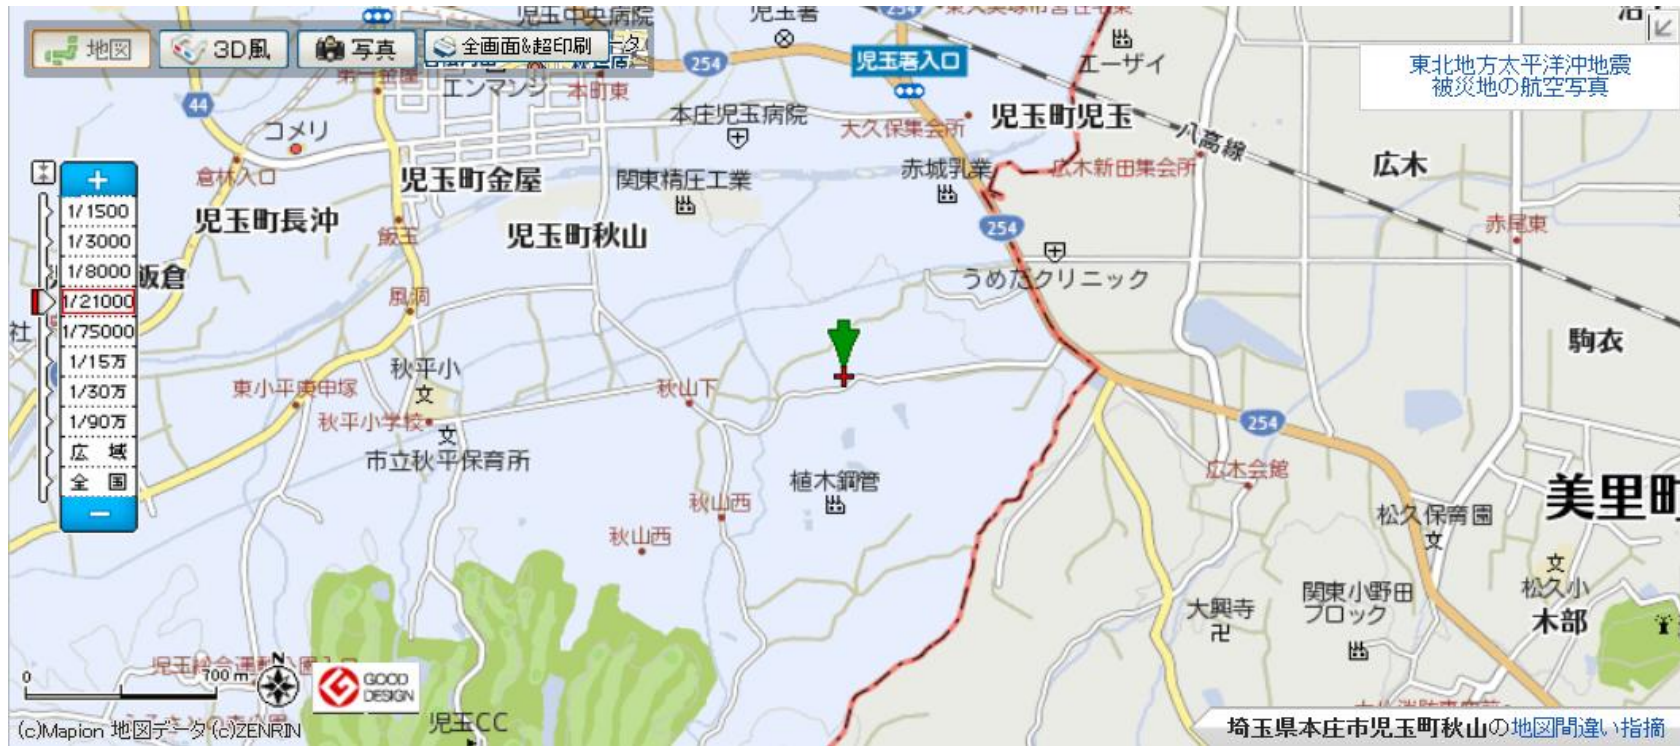 児玉中央病院
児玉署
254
地図
3D風
写真
全画面&超印刷
254
児玉署入口
エーザイ
東北地方太平洋沖地震
被災地の航空写真
エンマンジ
本町東
44
コメリ
本庄児玉病院
大久保集会所
児玉町児玉
八高線
広木
倉林入口
児玉町金屋
関東精圧工業
赤城乳業
広木新田集会所
児玉町長沖
児玉町秋山
飯玉
254
赤尾東
飯倉
うめだクリニック
風洞
社
駒衣
+
1/1500
1/3000
1/8000
1/21000
1/75000
1/15万
1/30万
1/90万
広域
全国
−
秋平小
文
東小平庚申塚
秋山下
秋平小学校
254
文
市立秋平保育所
広木会館
植木鋼管
秋山西
美里町
松久保育園
文
秋山西
文
松久小
関東小野田
ブロック
大興寺
卍
木部
0
700m
N
GOOD
DESIGN
児玉CC
(c)Mapion 地図データ(c)ZENRIN
埼玉県本庄市児玉町秋山の地図間違い指摘